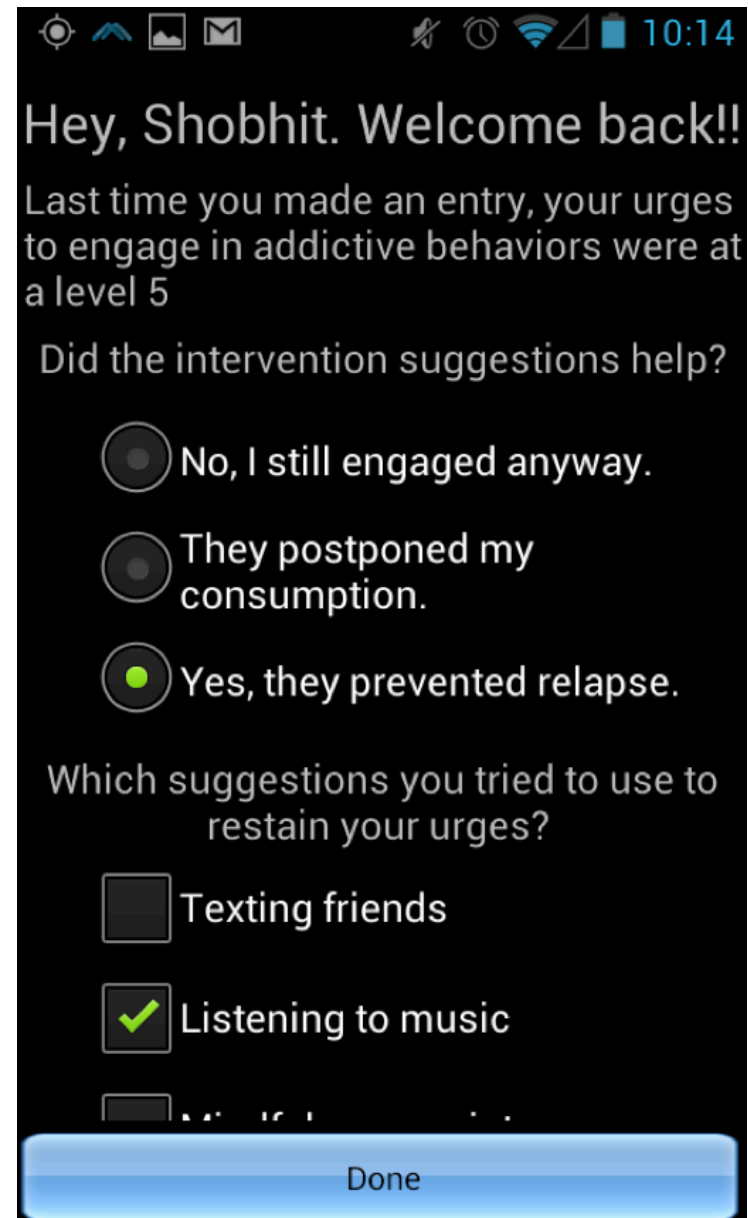 10:14
Hey, Shobhit. Welcome back!!
Last time you made an entry, your urges
to engage in addictive behaviors were at
a level 5
Did the intervention suggestions help?
No, I still engaged anyway.
They postponed my
consumption.
Yes, they prevented relapse.
Which suggestions you tried to use to
restain your urges?
Texting friends
Listening to music
Done